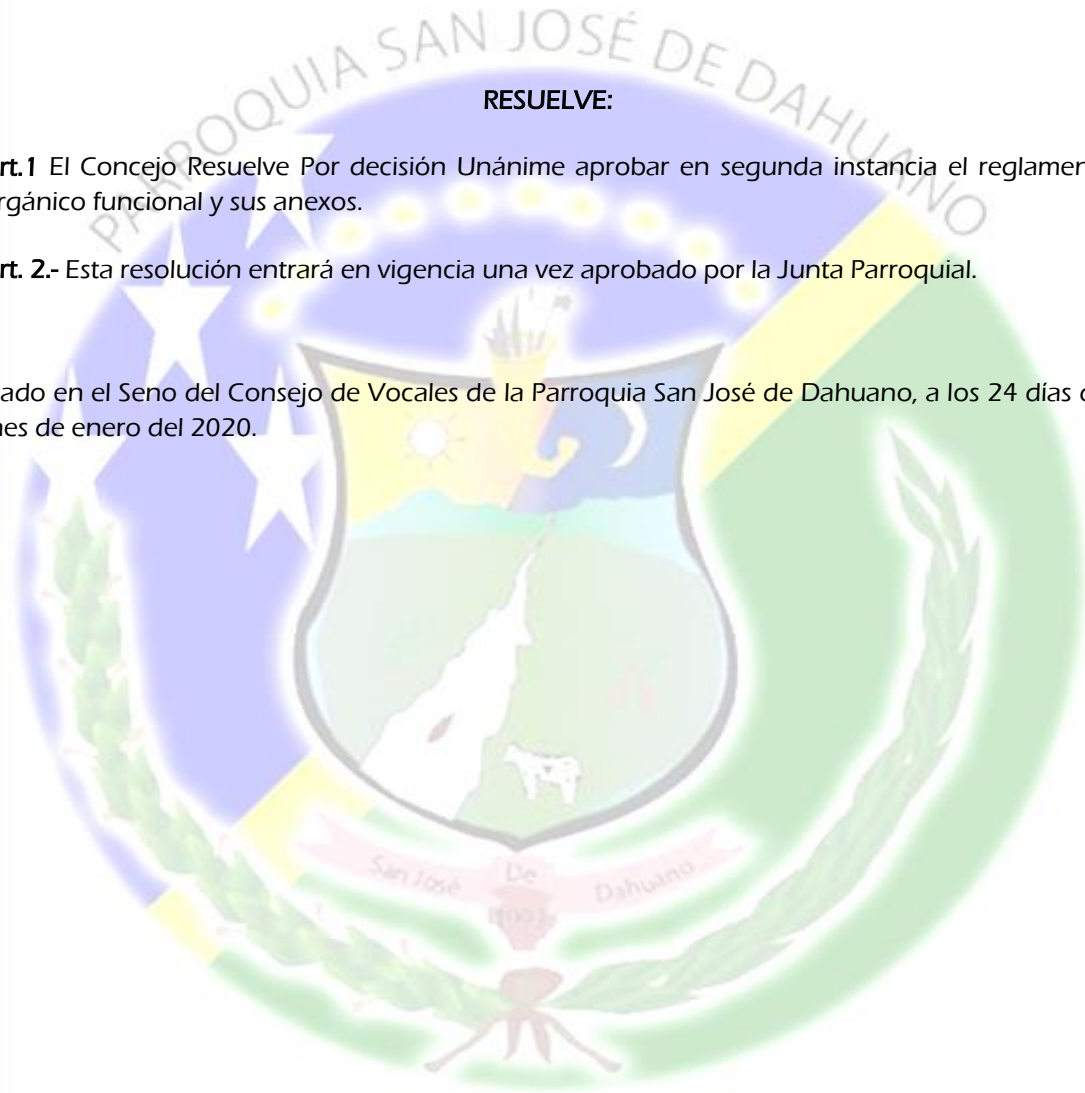 PARROQUIA SAN JOSÉ DE DAHUANO
RESUELVE:
rt.1 El Concejo Resuelve Por decisión Unánime aprobar en segunda instancia el reglamen
rgánico funcional y sus anexos.
rt. 2.- Esta resolución entrará en vigencia una vez aprobado por la Junta Parroquial.
ado en el Seno del Consejo de Vocales de la Parroquia San José de Dahuano, a los 24 días d
nes de enero del 2020.
San José De Dahuano